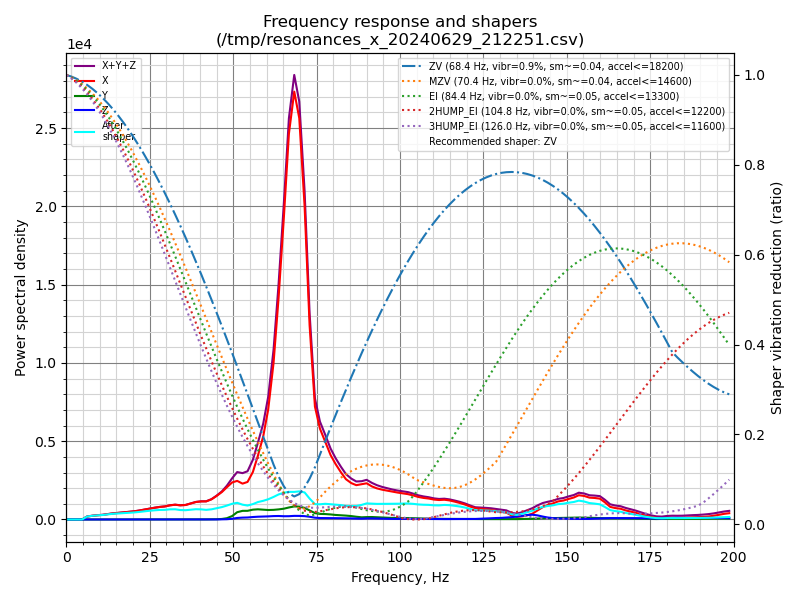 Frequency response and shapers
(/tmp/resonances_x_20240629_212251.csv)
1e4
X+Y+Z
X
Y
Z
After
shaper
ZV (68.4 Hz, vibr=0.9%, sm~=0.04, accel<=18200)
MZV (70.4 Hz, vibr=0.0%, sm~=0.04, accel<=14600)
EI (84.4 Hz, vibr=0.0%, sm~=0.05, accel<=13300)
2HUMP_EI (104.8 Hz, vibr=0.0%, sm~=0.05, accel<=12200)
3HUMP_EI (126.0 Hz, vibr=0.0%, sm~=0.05, accel<=11600)
Recommended shaper: ZV
Power spectral density
2.5
2.0
1.5
1.0
0.5
0.0
1.0
0.8
0.6
0.4
0.2
0.0
Shaper vibration reduction (ratio)
0 25 50 75 100 125 150 175 200
Frequency, Hz